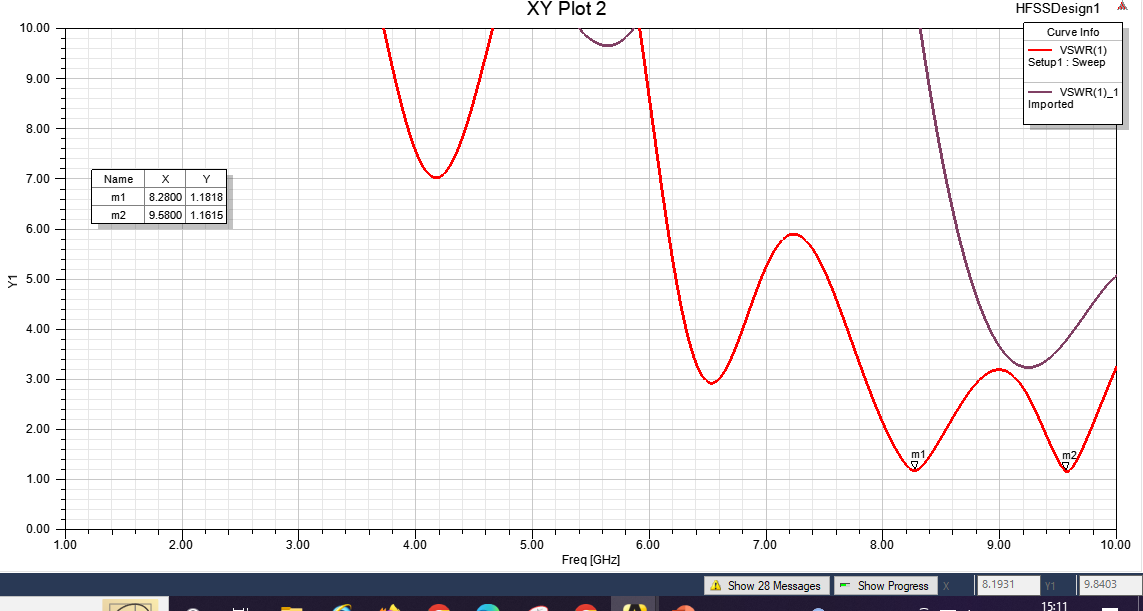 XY Plot 2
HFSSDesign1
Curve Info
VSWR(1)
Setup1 : Sweep
VSWR(1)_1
Imported
10.00
9.00
8.00
7.00
6.00
5.00
4.00
3.00
2.00
1.00
0.00
Y1
Name X Y
m1 8.2800 1.1818
m2 9.5800 1.1615
m1
m2
1.00 2.00 3.00 4.00 5.00 6.00 7.00 8.00 9.00 10.00
Freq [GHz]
Show 28 Messages Show Progress X 8.1931 Y1 9.8403
15:11